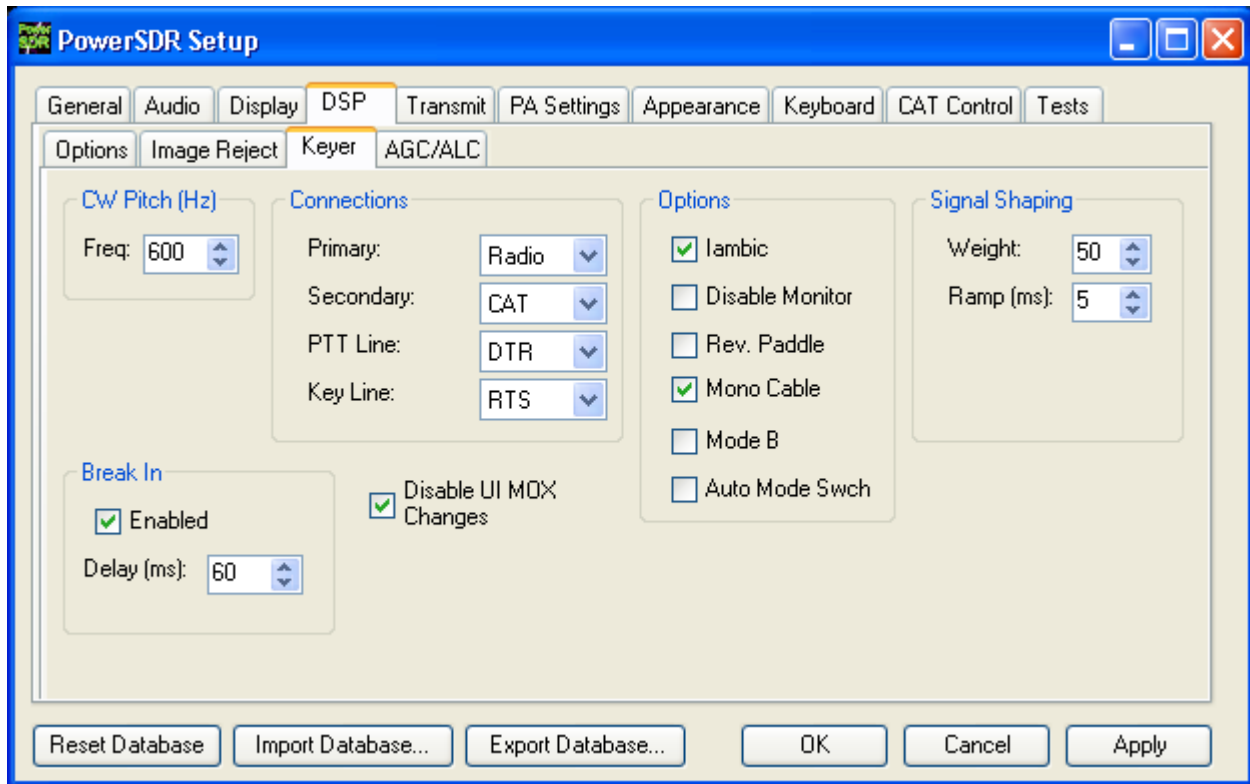 Power SDR PowerSDR Setup
General Audio Display DSP Transmit PA Settings Appearance Keyboard CAT Control Tests
Options Image Reject Keyer AGC/ALC
CW Pitch (Hz)
Freq: 600
Connections
Primary: Radio
Secondary: CAT
PTT Line: DTR
Key Line: RTS
Options
Iambic
Disable Monitor
Rev. Paddle
Mono Cable
Mode B
Auto Mode Swch
Signal Shaping
Weight: 50
Ramp (ms): 5
Break In
Enabled
Delay (ms): 60
Disable UI MOX
Changes
Reset Database Import Database... Export Database... OK Cancel Apply